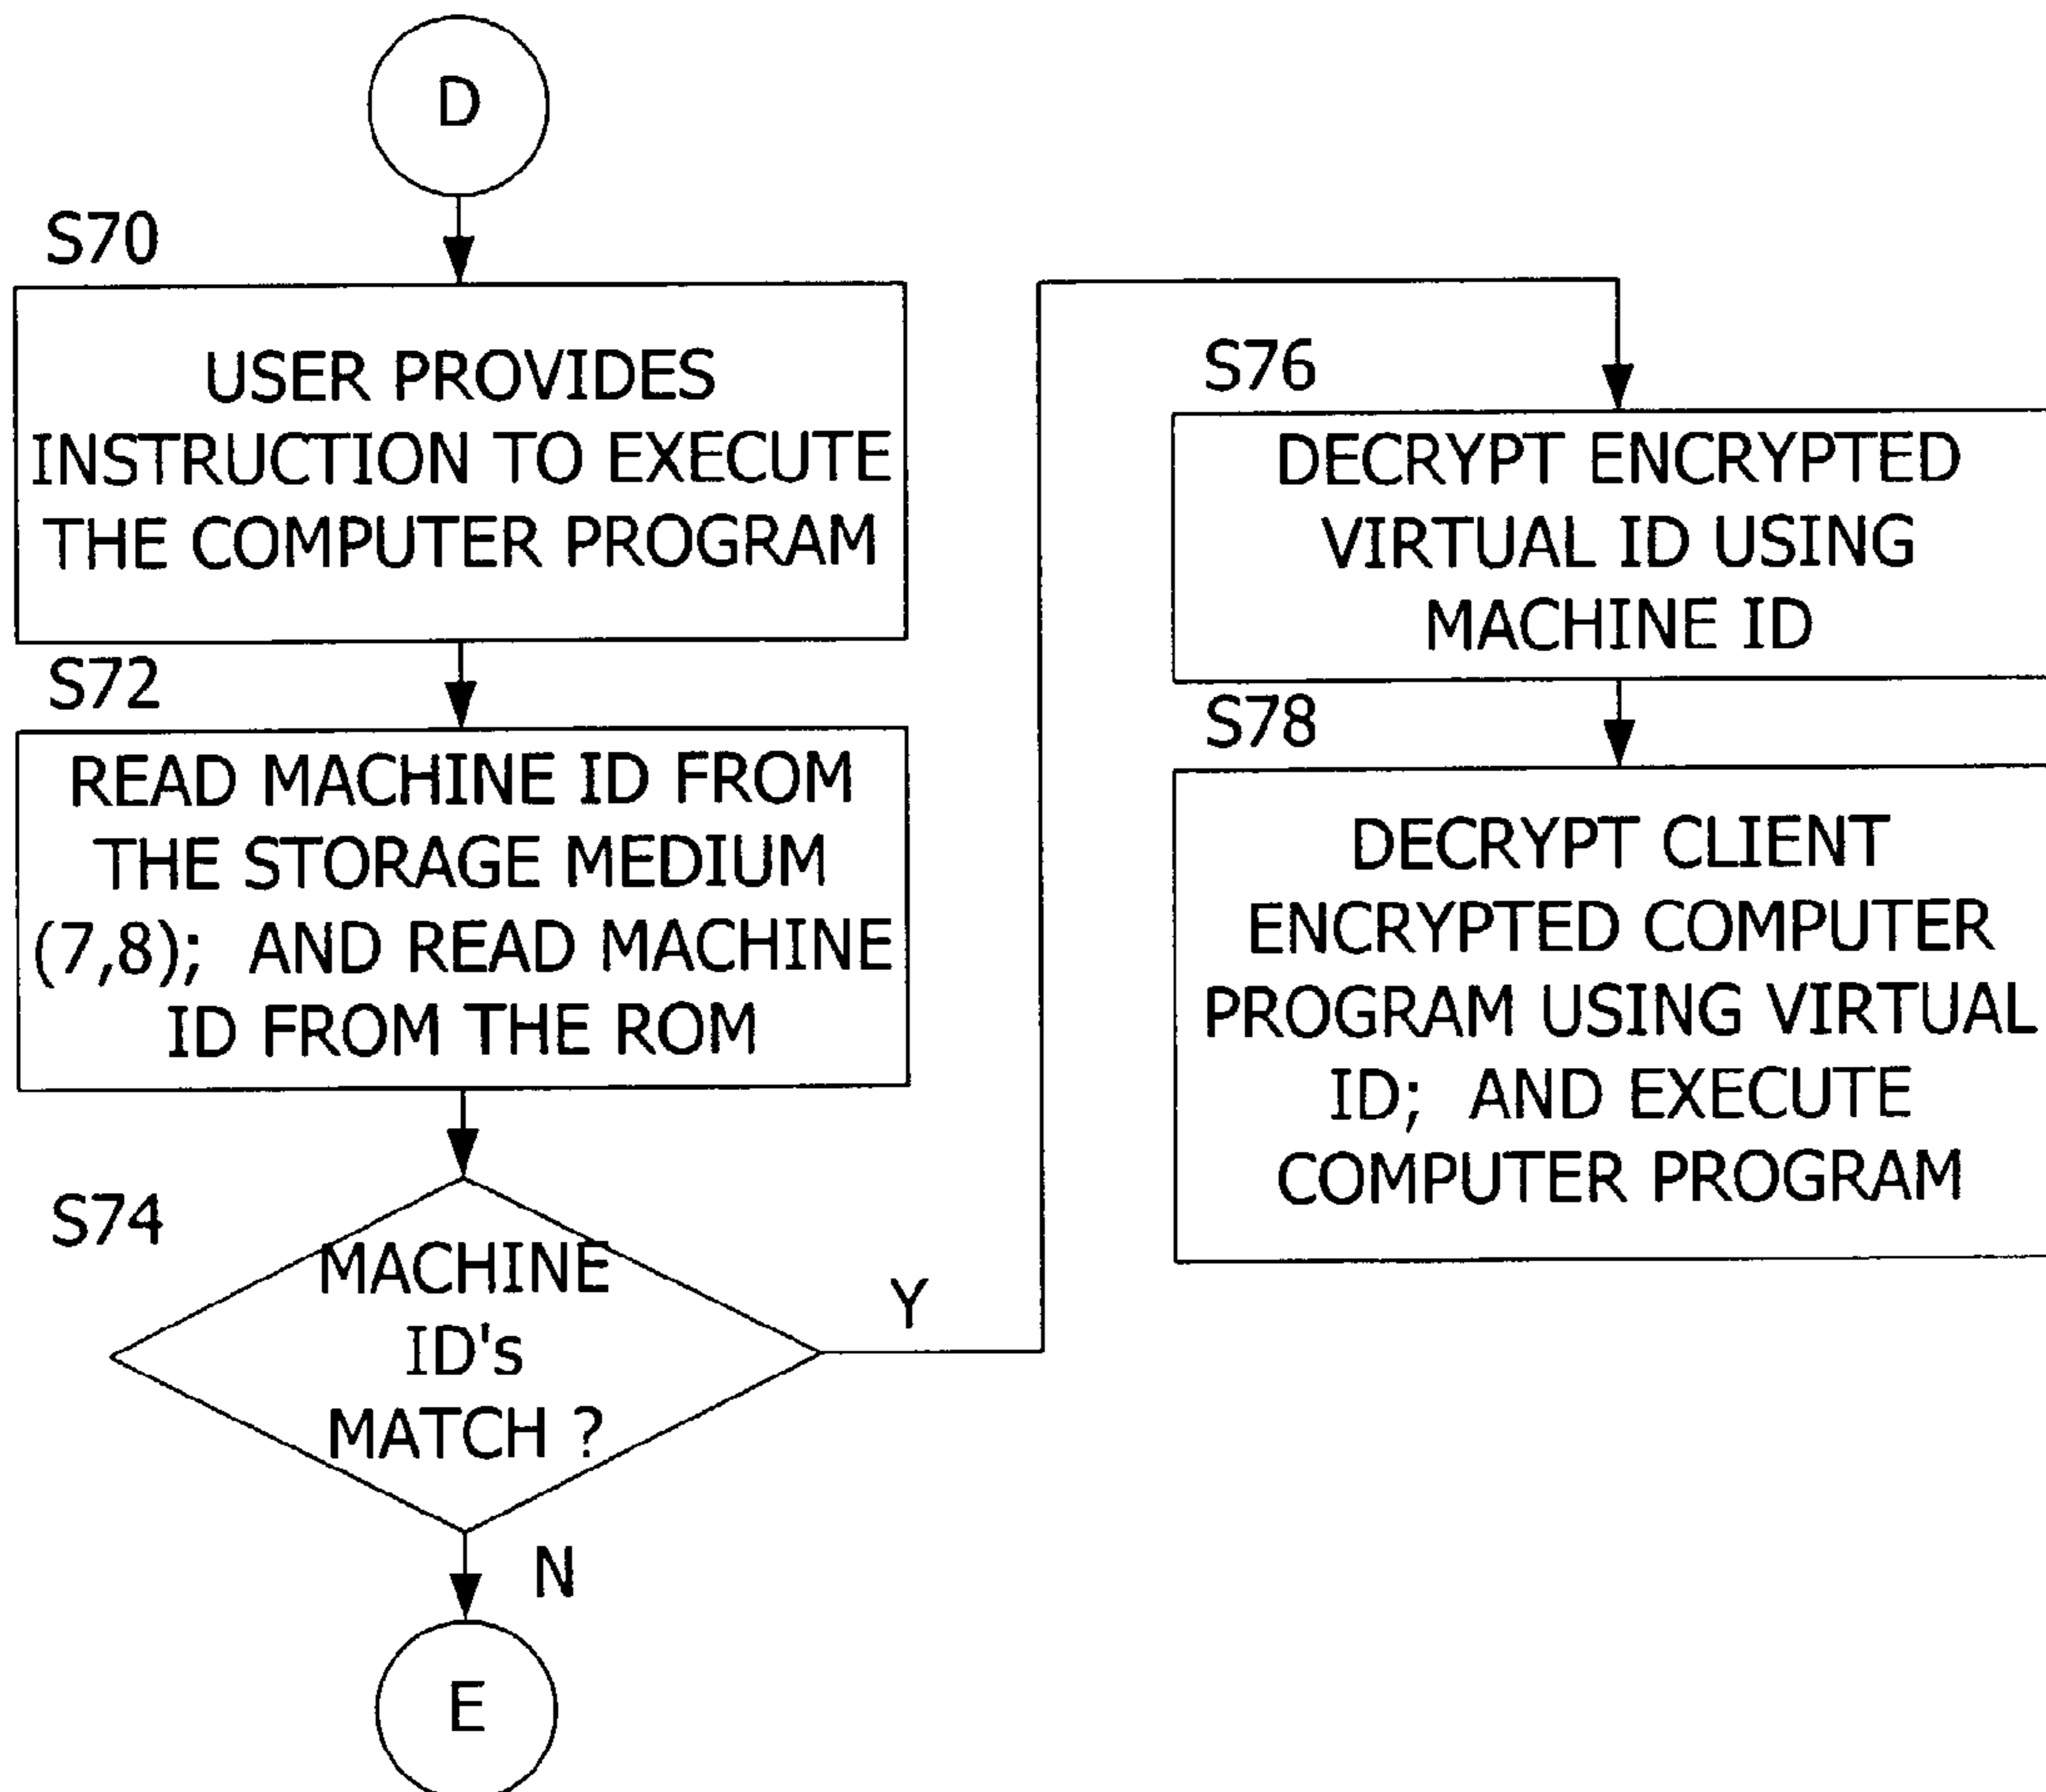 D
S70
USER PROVIDES
INSTRUCTION TO EXECUTE
THE COMPUTER PROGRAM
S72
READ MACHINE ID FROM
THE STORAGE MEDIUM
(7,8); AND READ MACHINE
ID FROM THE ROM
S74
MACHINE
ID's
MATCH ?
Y
N
E
S76
DECRYPT ENCRYPTED
VIRTUAL ID USING
MACHINE ID
S78
DECRYPT CLIENT
ENCRYPTED COMPUTER
PROGRAM USING VIRTUAL
ID; AND EXECUTE
COMPUTER PROGRAM